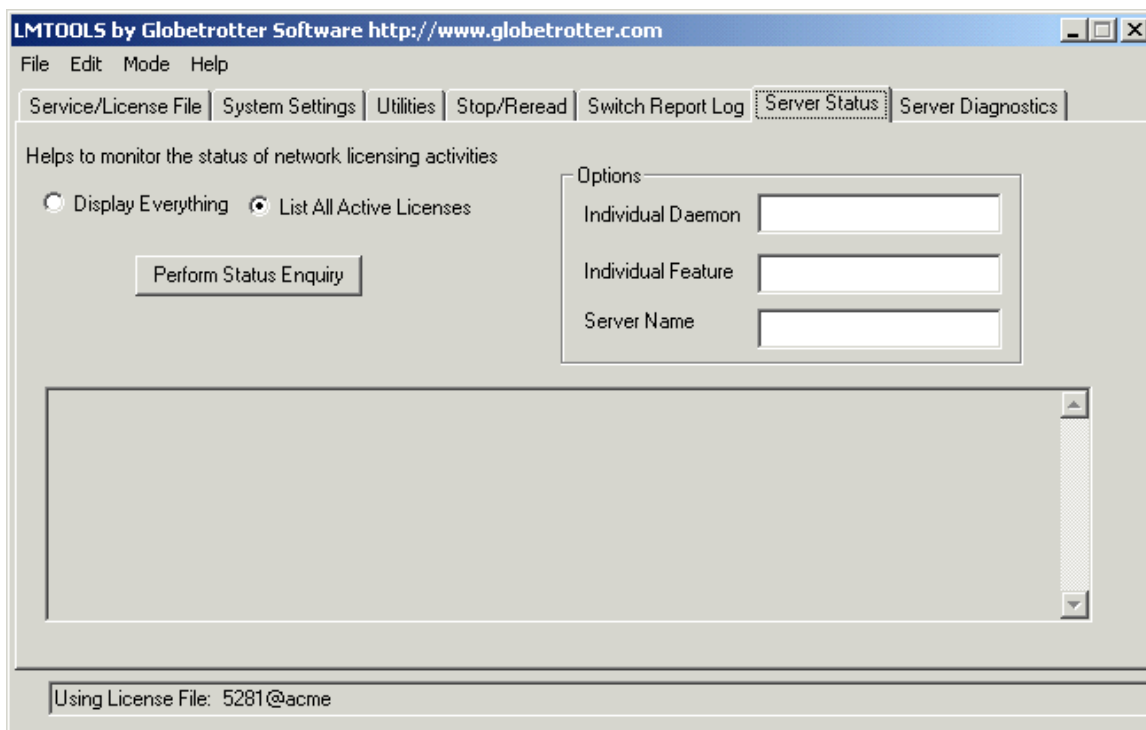 LMTOOLS by Globetrotter Software http://www.globetrotter.com
File Edit Mode Help
Service/License File System Settings Utilities Stop/Reread Switch Report Log Server Status Server Diagnostics
Helps to monitor the status of network licensing activities
Display Everything List All Active Licenses
Perform Status Enquiry
Options
Individual Daemon
Individual Feature
Server Name
Using License File: 5281@acme